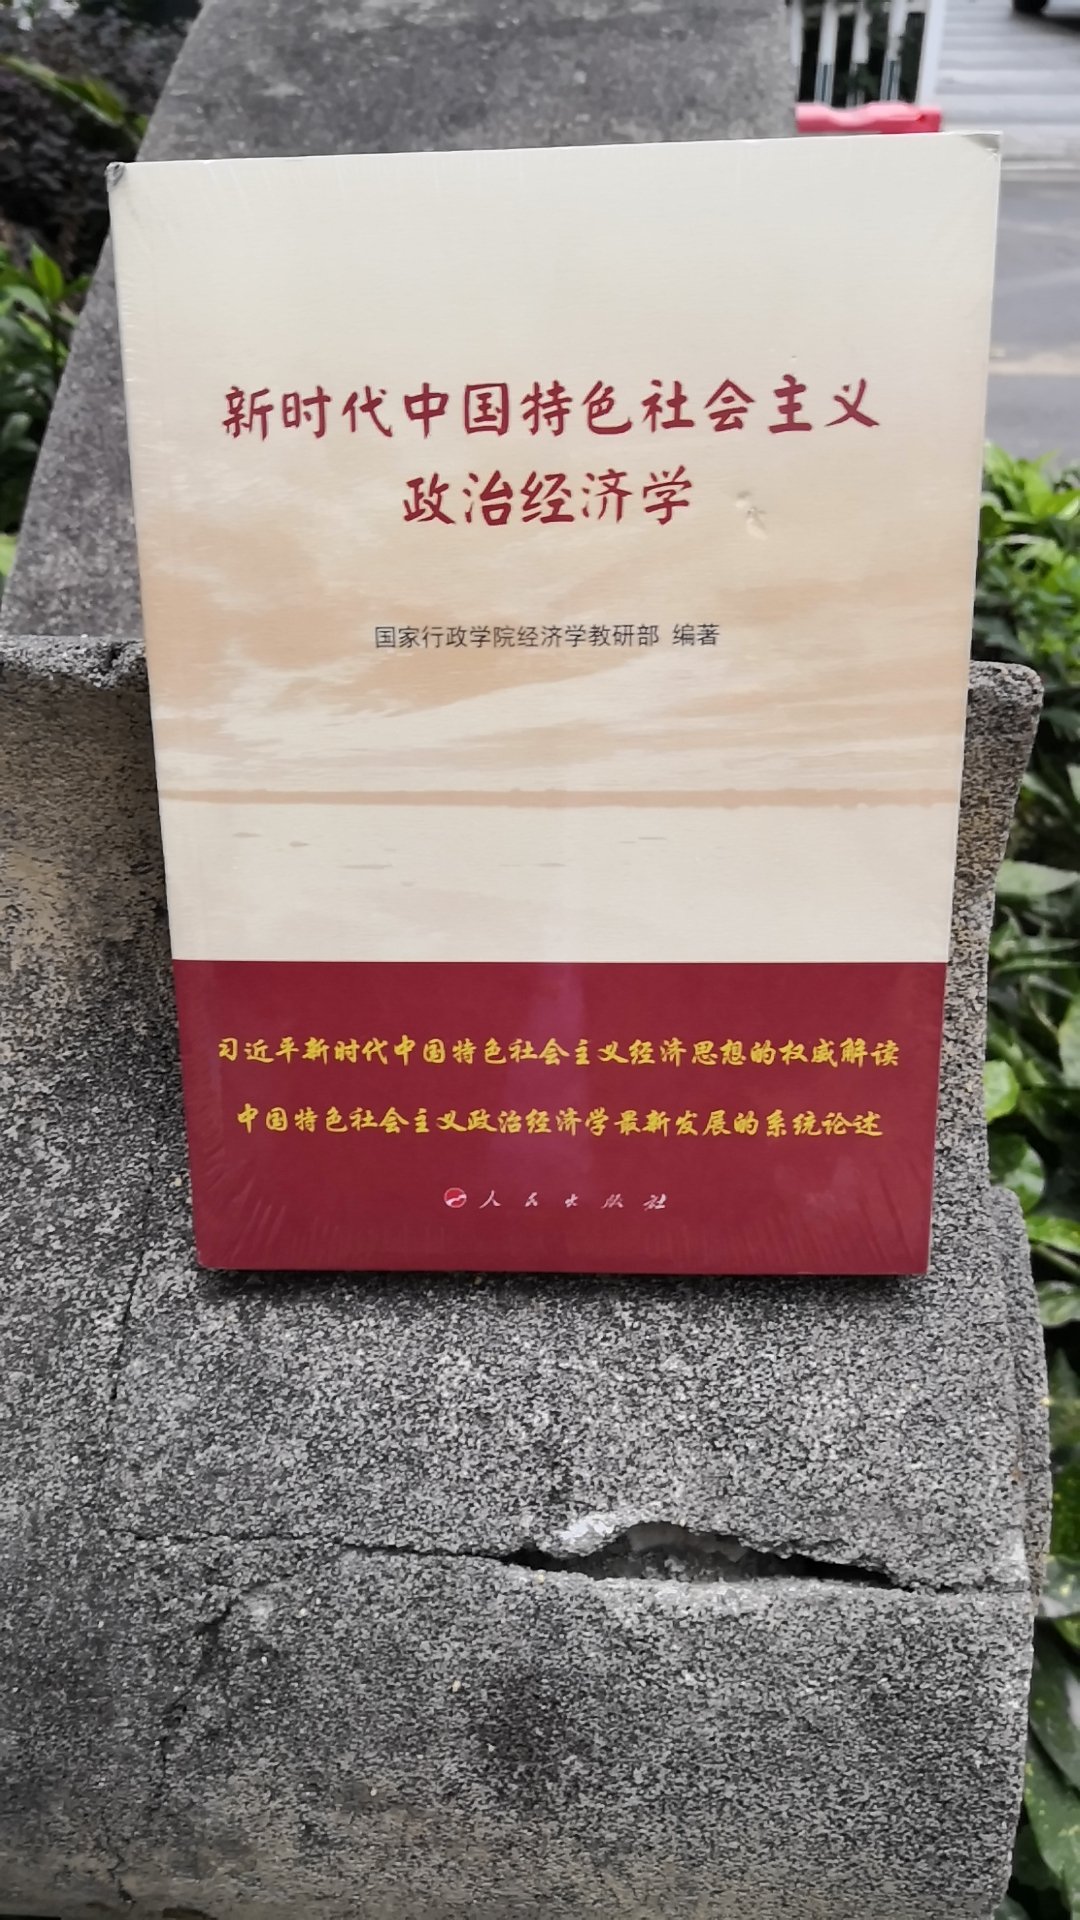 新时代中国特色社会主义
政治经济学
国家行政学院经济学教研部 编著
习近平新时代中国特色社会主义经济思想的权威解读
中国特色社会主义政治经济学最新发展的系统论述
人民出版社